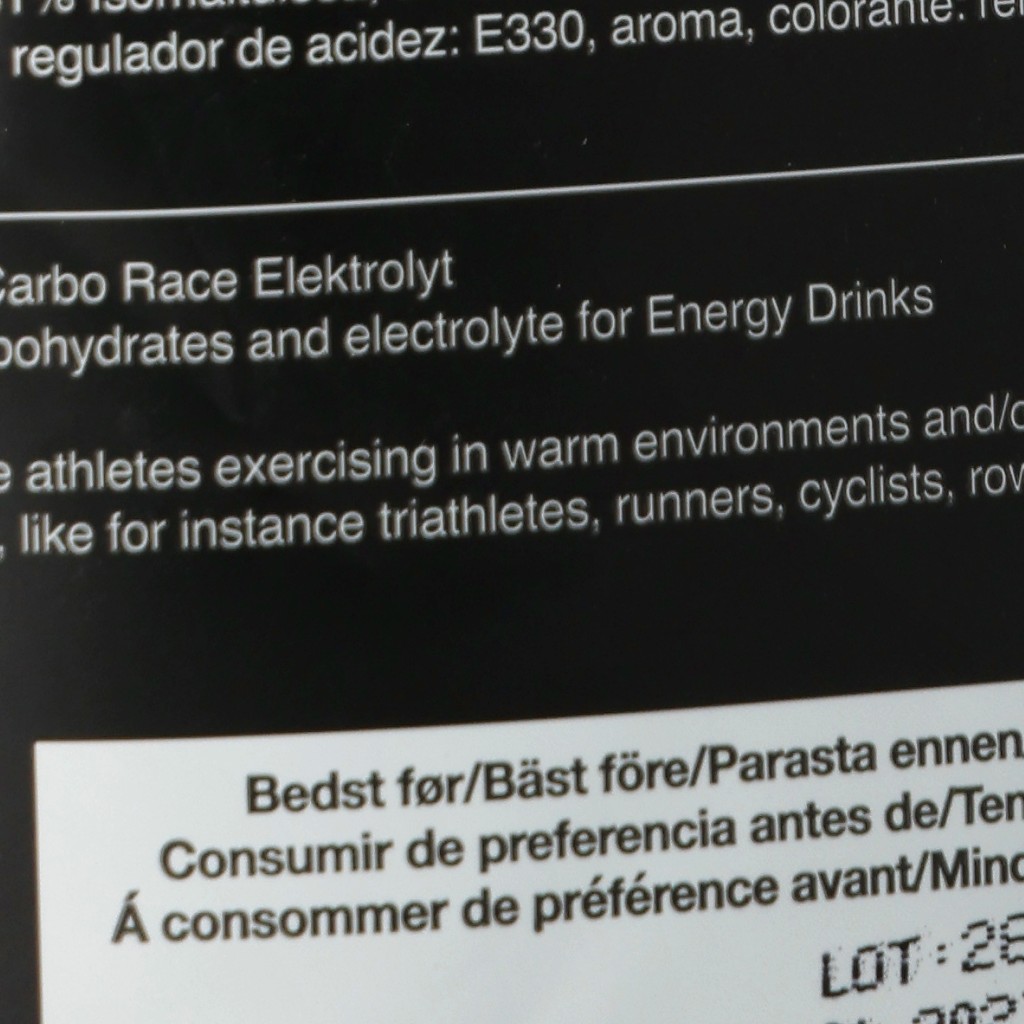 regulador de acidez: E330, aroma, colorante:
Carbo Race Elektrolyt
and electrolyte for Energy Drinks
athletes exercising in warm environments
, like for instance triathletes, runners, cyclists,
Bedst før/Bäst före/Parasta ennen
Consumir de preferencia antes de/
Á consommer de préférence avant/
LOT: